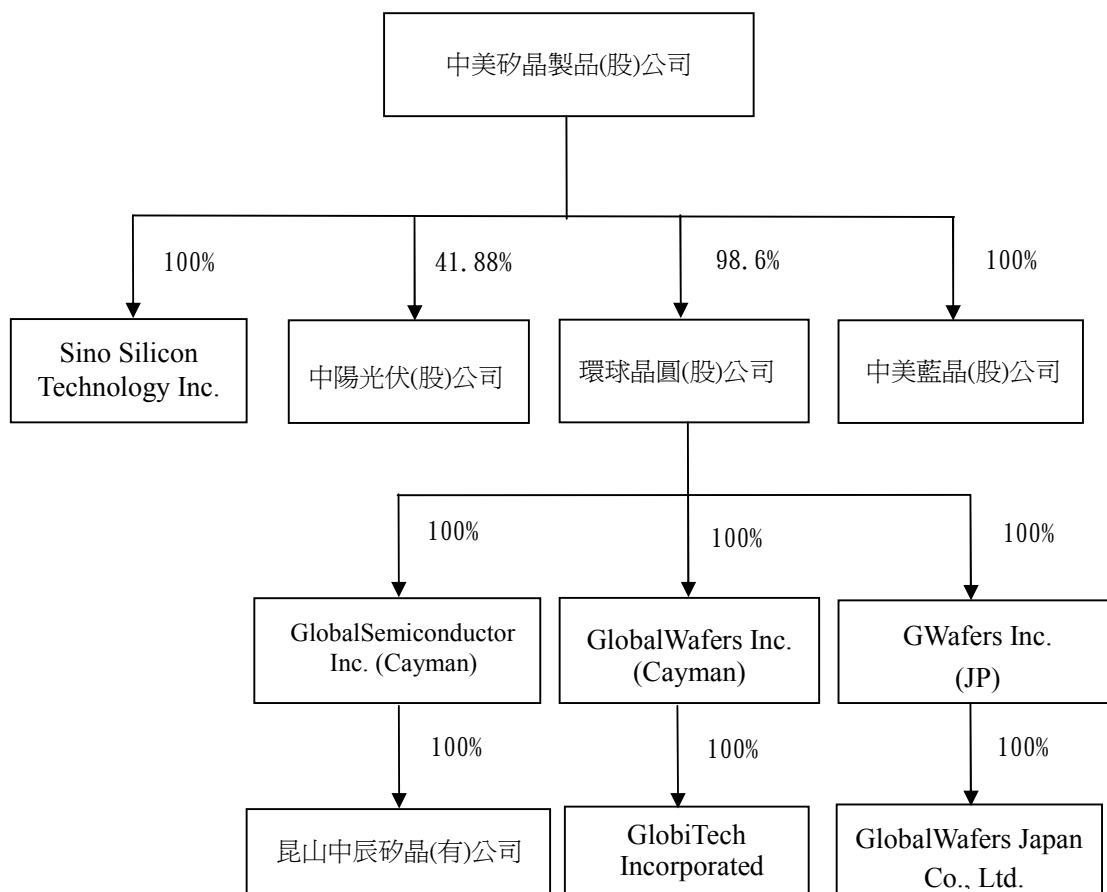 中美矽晶製品(股)公司
100%
41.88%
98.6%
100%
Sino Silicon
Technology Inc.
中陽光伏(股)公司
環球晶圓(股)公司
中美藍晶(股)公司
100%
100%
100%
GlobalSemiconductor
Inc. (Cayman)
GlobalWafers Inc.
(Cayman)
GWafers Inc.
(JP)
100%
100%
100%
昆山中辰矽晶(有)公司
GlobiTech
Incorporated
GlobalWafers Japan
Co., Ltd.